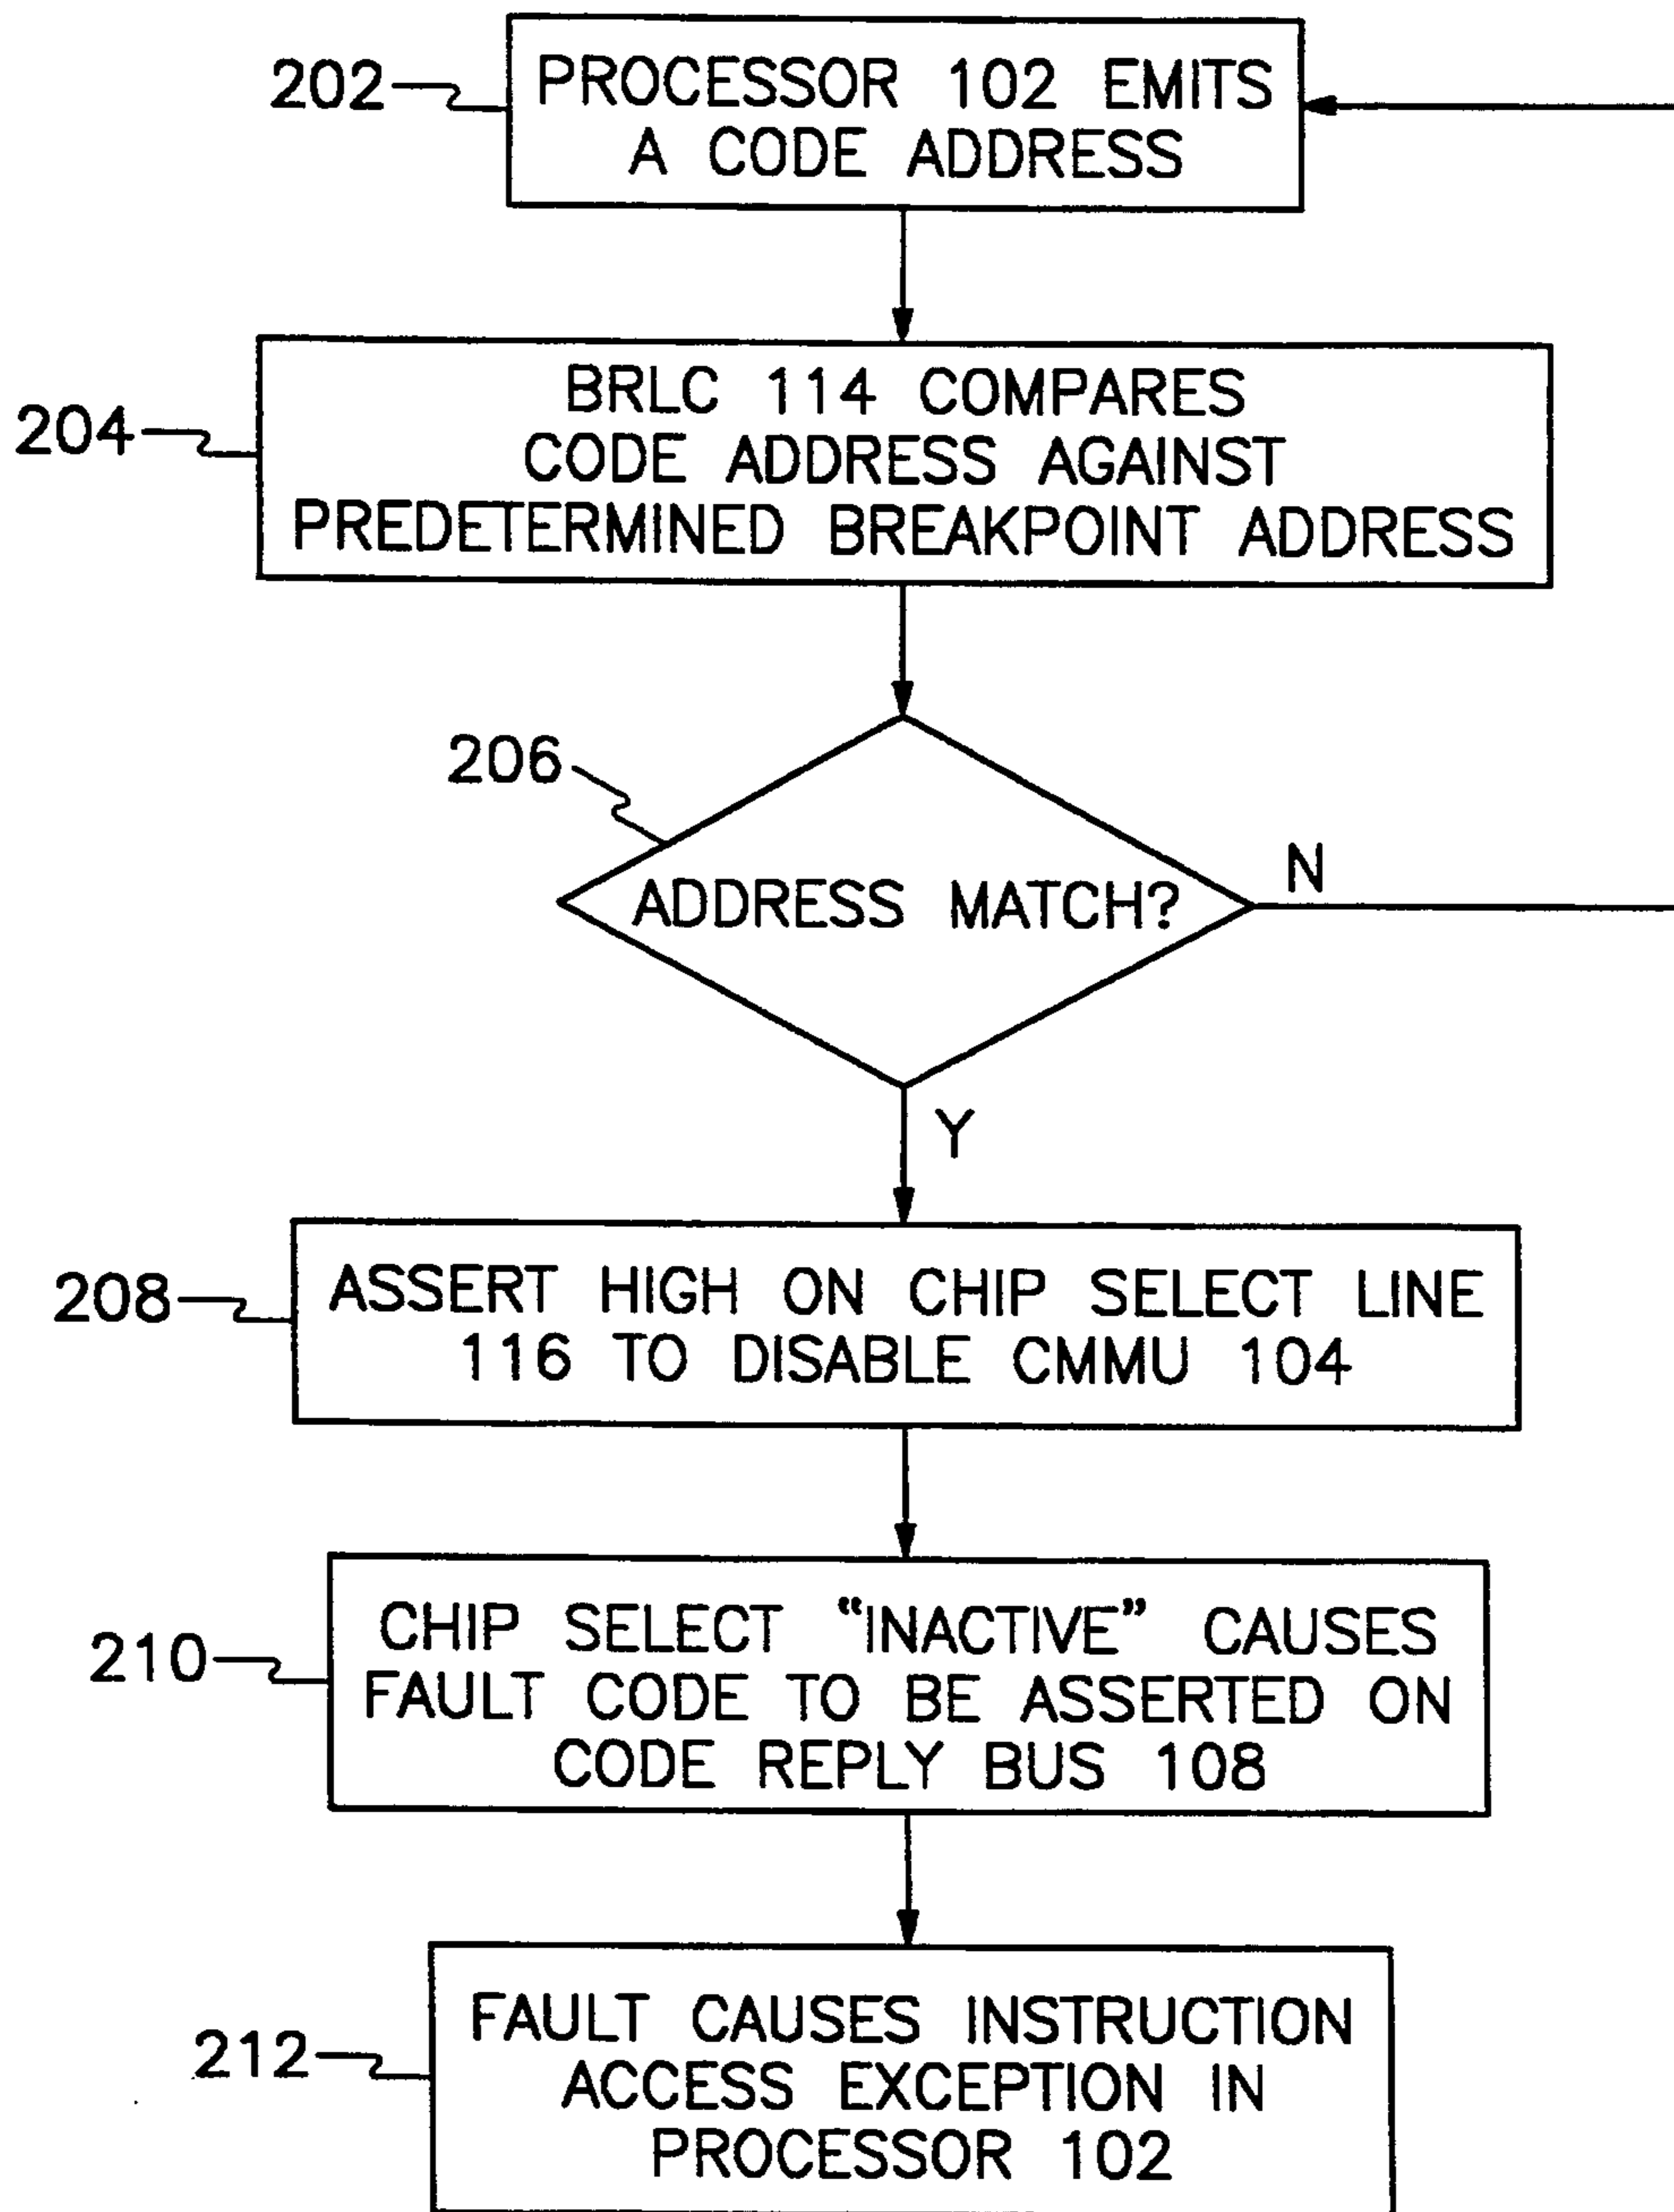 202
PROCESSOR 102 EMITS
A CODE ADDRESS
204
BRLC 114 COMPARES
CODE ADDRESS AGAINST
PREDETERMINED BREAKPOINT ADDRESS
206
ADDRESS MATCH?
N
Y
208
ASSERT HIGH ON CHIP SELECT LINE
116 TO DISABLE CMMU 104
210
CHIP SELECT “INACTIVE” CAUSES
FAULT CODE TO BE ASSERTED ON
CODE REPLY BUS 108
212
FAULT CAUSES INSTRUCTION
ACCESS EXCEPTION IN
PROCESSOR 102